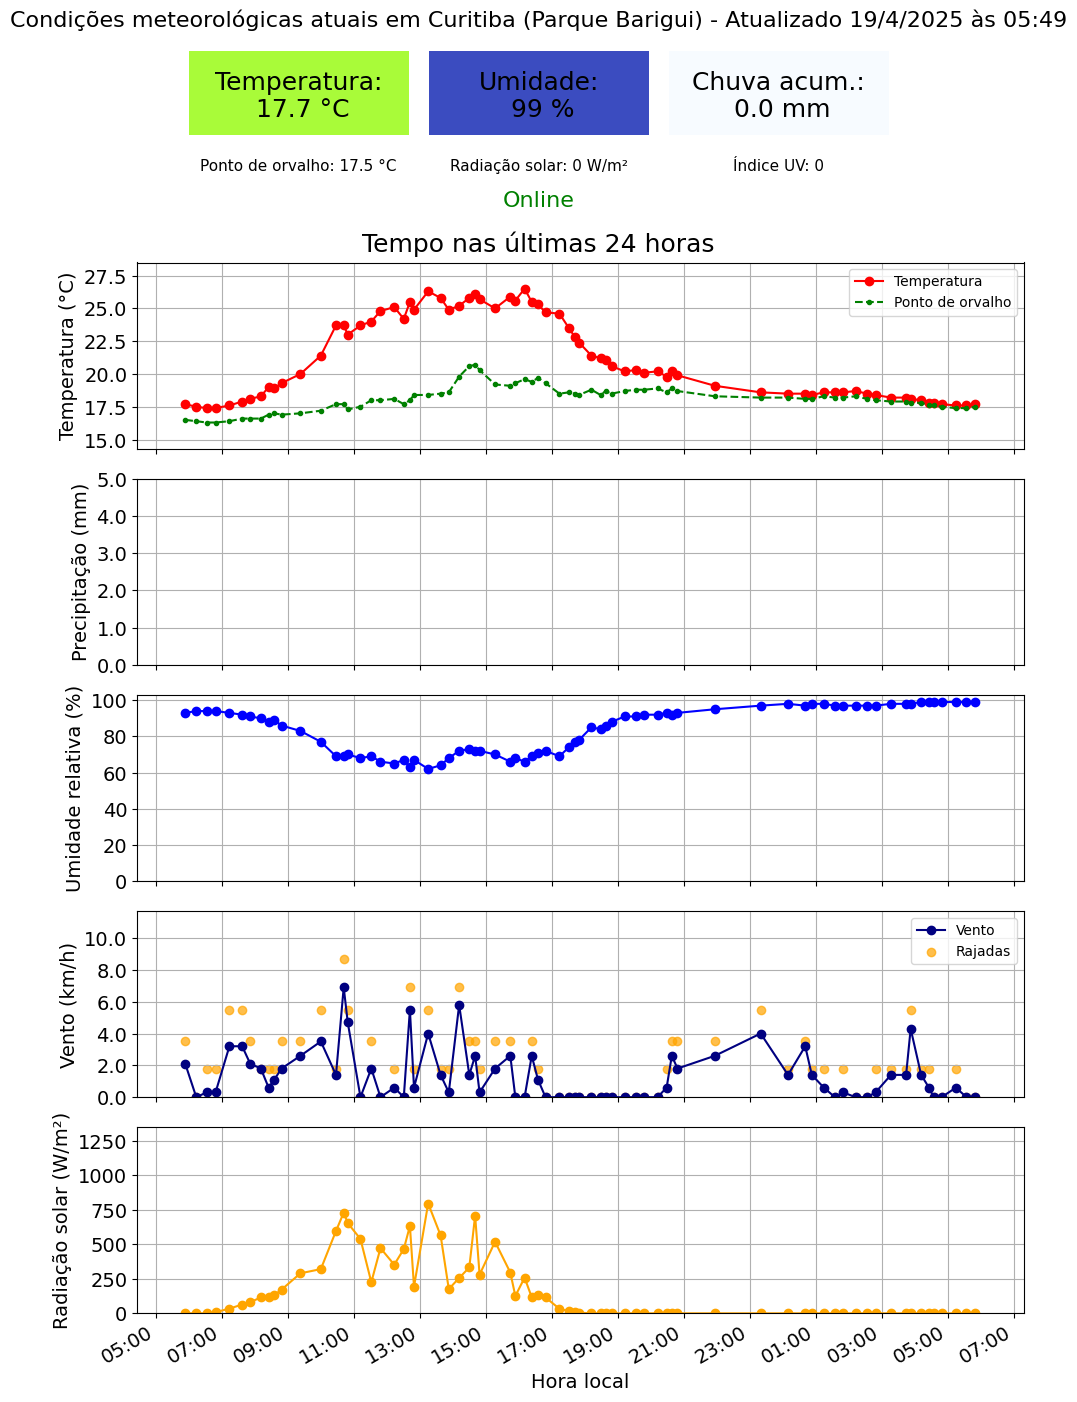 Condições meteorológicas atuais em Curitiba (Parque Barigui) - Atualizado 19/4/2025 às 05:49
Temperatura:
17.7 °C
Umidade:
99 %
Chuva acum.:
0.0 mm
Ponto de orvalho: 17.5 °C
Radiação solar: 0 W/m²
Índice UV: 0
Online
Tempo nas últimas 24 horas
Temperatura (°C)
27.5
25.0
22.5
20.0
17.5
15.0
Temperatura
Ponto de orvalho
Precipitação (mm)
5.0
4.0
3.0
2.0
1.0
0.0
Umidade relativa (%)
100
80
60
40
20
0
Vento (km/h)
10.0
8.0
6.0
4.0
2.0
0.0
Vento
Rajadas
Radiação solar (W/m²)
1250
1000
750
500
250
0
05:00 07:00 09:00 11:00 13:00 15:00 17:00 19:00 21:00 23:00 01:00 03:00 05:00 07:00
Hora local